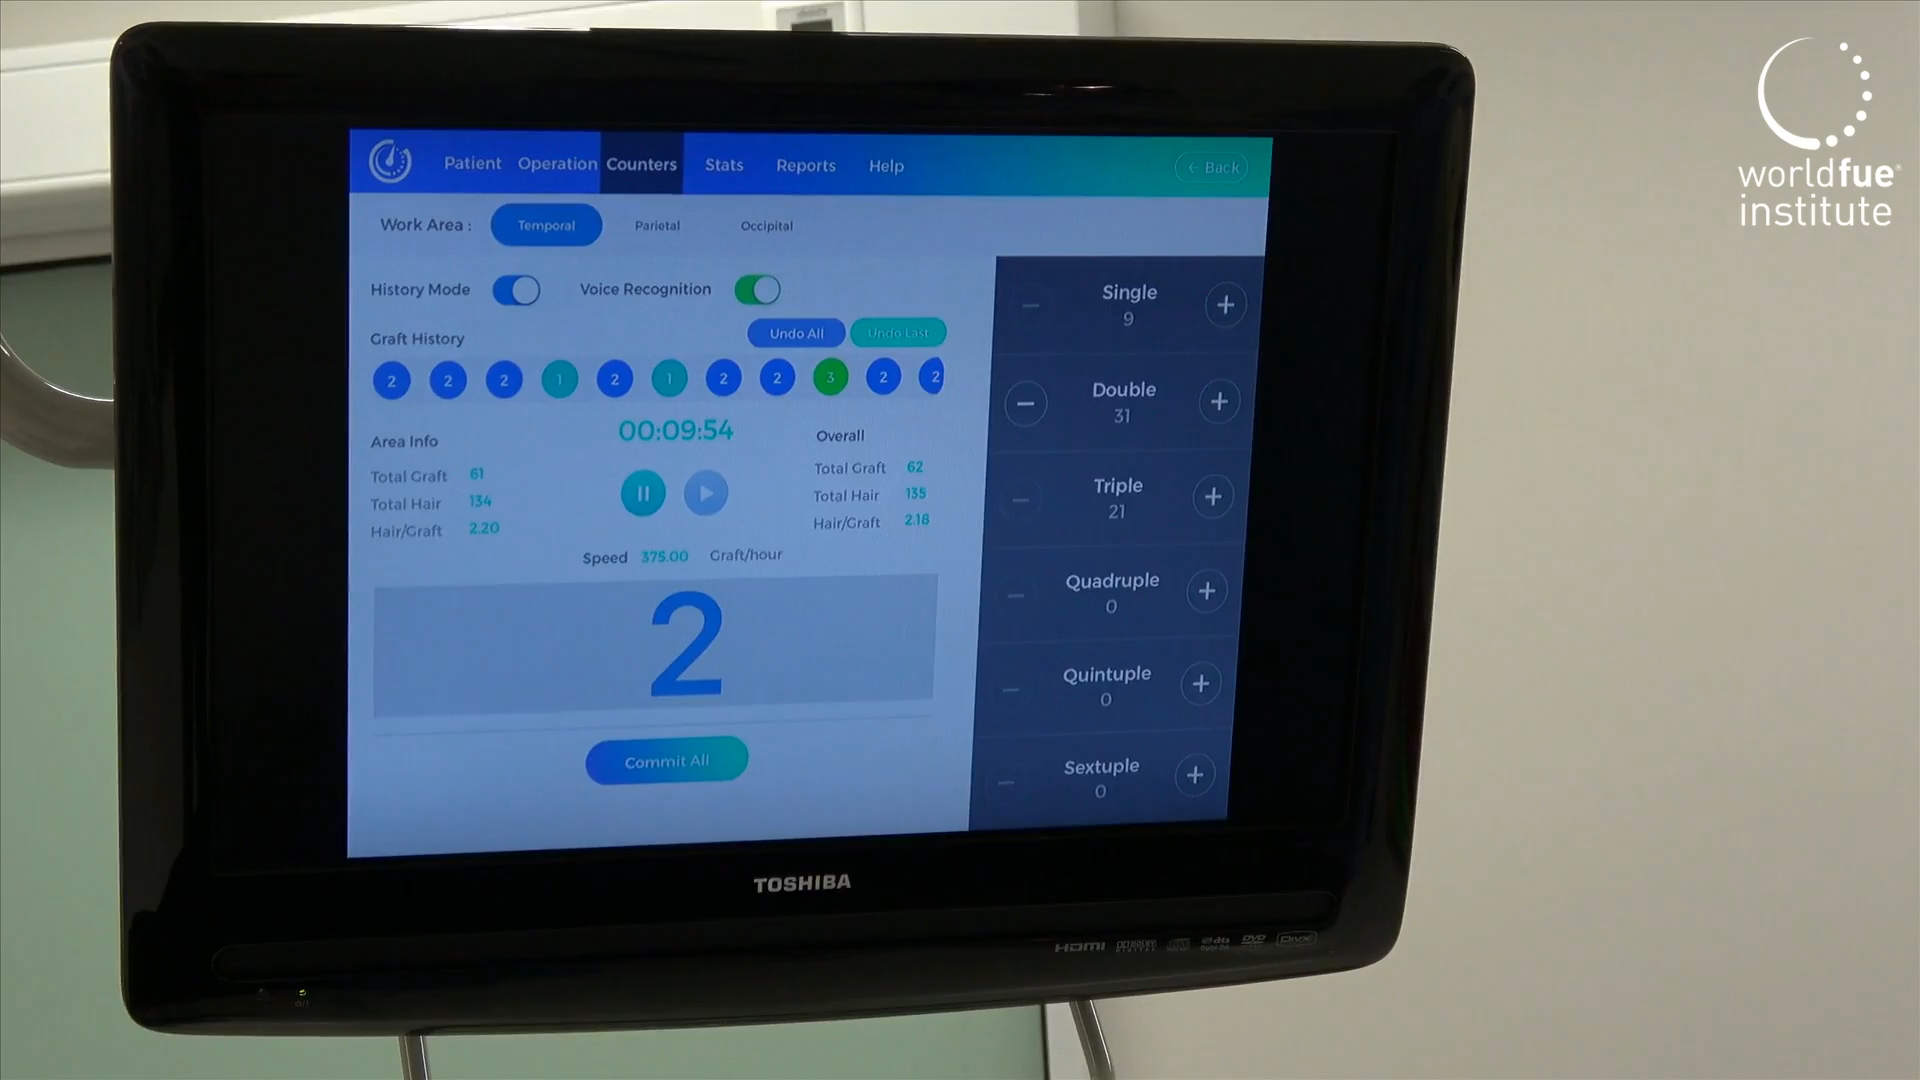 worldfue®
institute
Patient Operation Counters Stats Reports Help ← Back
Work Area : Temporal Parietal Occipital
History Mode Voice Recognition
Graft History Undo All Undo Last
2 2 2 1 2 1 2 2 3 2 2
Area Info
Total Graft 61
Total Hair 134
Hair/Graft 2.20
00:09:54
Overall
Total Graft 62
Total Hair 135
Hair/Graft 2.18
Speed 375.00 Graft/hour
2
Commit All
Single
9
Double
31
Triple
21
Quadruple
0
Quintuple
0
Sextuple
0
TOSHIBA
HDMI dts DVD DivX